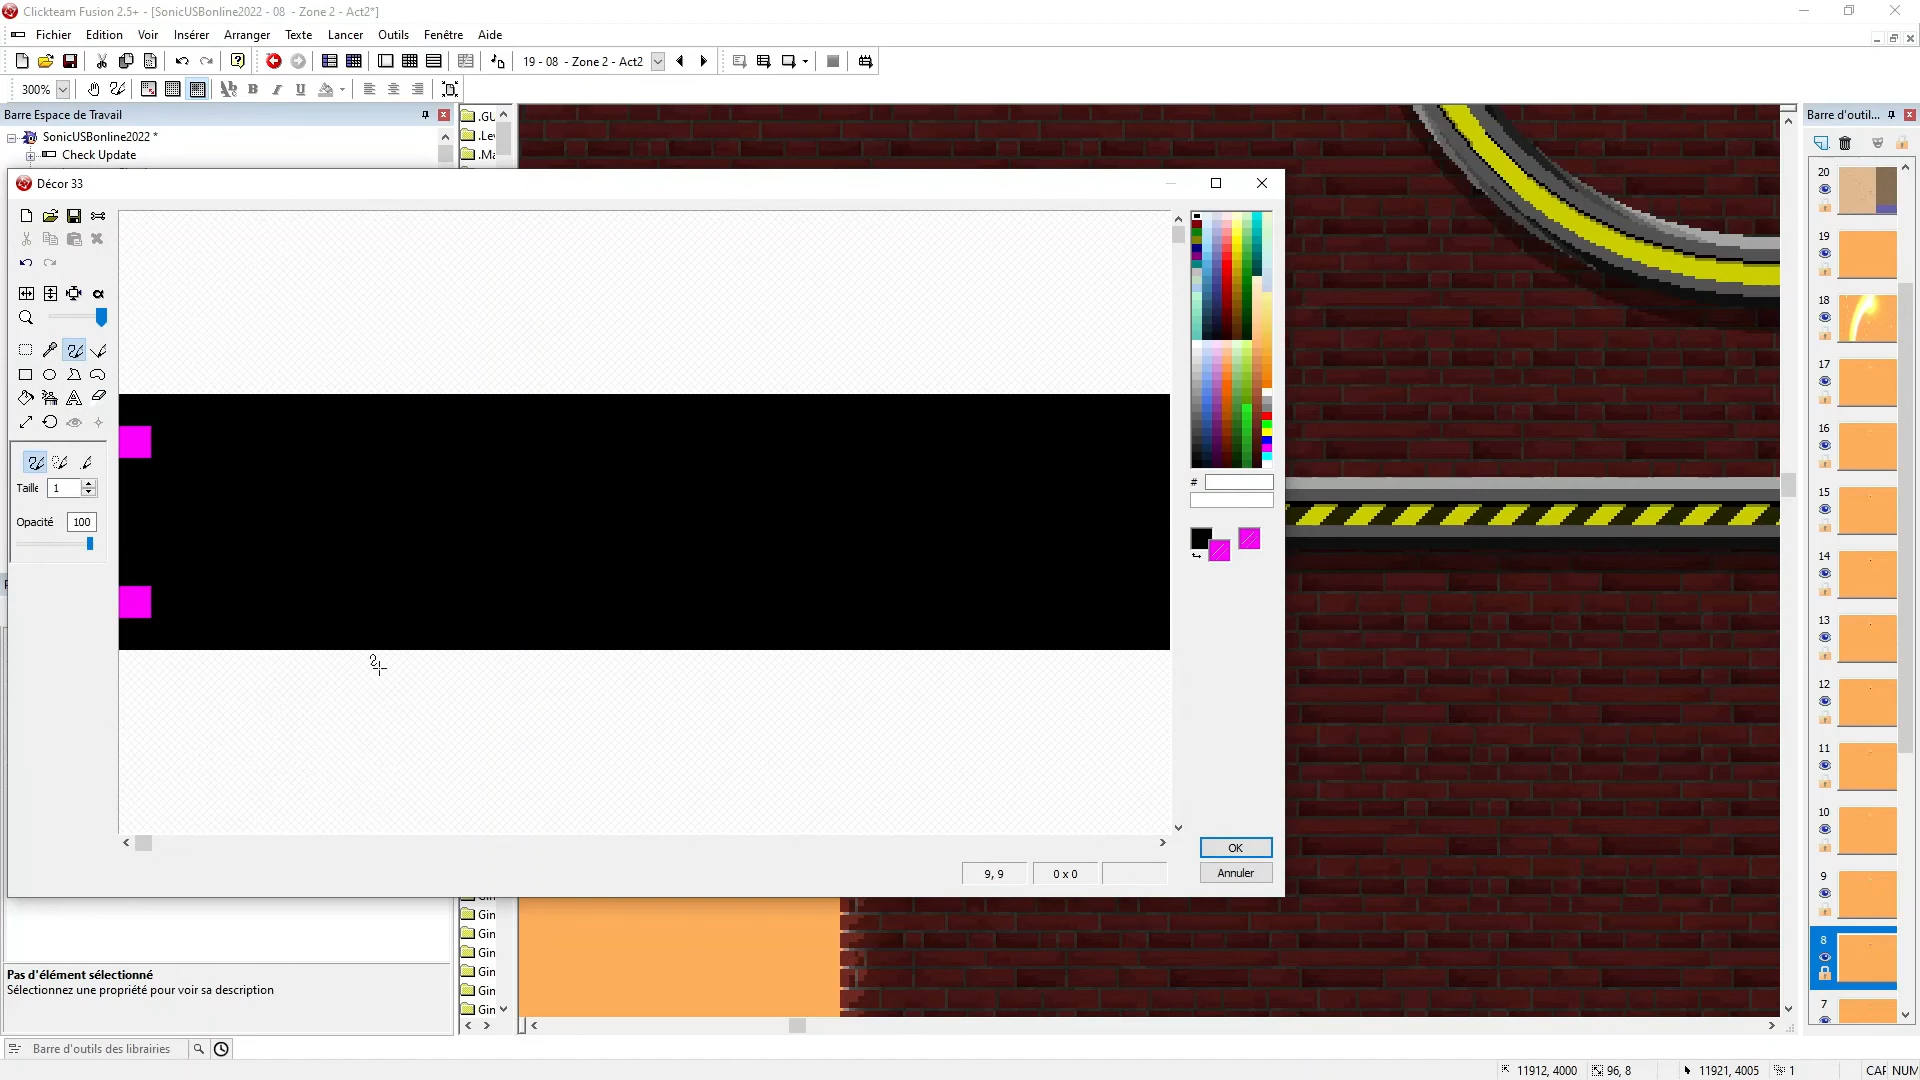 Clickteam Fusion 2.5+ - [SonicUSBonline2022 - 08 - Zone 2 - Act2*]
Fichier Edition Voir Insérer Arranger Texte Lancer Outils Fenêtre Aide
19 - 08 - Zone 2 - Act2
300%
Barre Espace de Travail
SonicUSBonline2022 *
Check Update
.GU
.Le
.Ma
Barre d'outil...
Décor 33
Taille 1
Opacité 100
#
OK
Annuler
9, 9
0 x 0
20
19
18
17
16
15
14
13
12
11
10
9
8
7
Gin
Gin
Gin
Gin
Gin
Gin
Pas d'élément sélectionné
Sélectionnez une propriété pour voir sa description
Barre d'outils des librairies
11912, 4000
96, 8
11921, 4005
1
CAP NUM